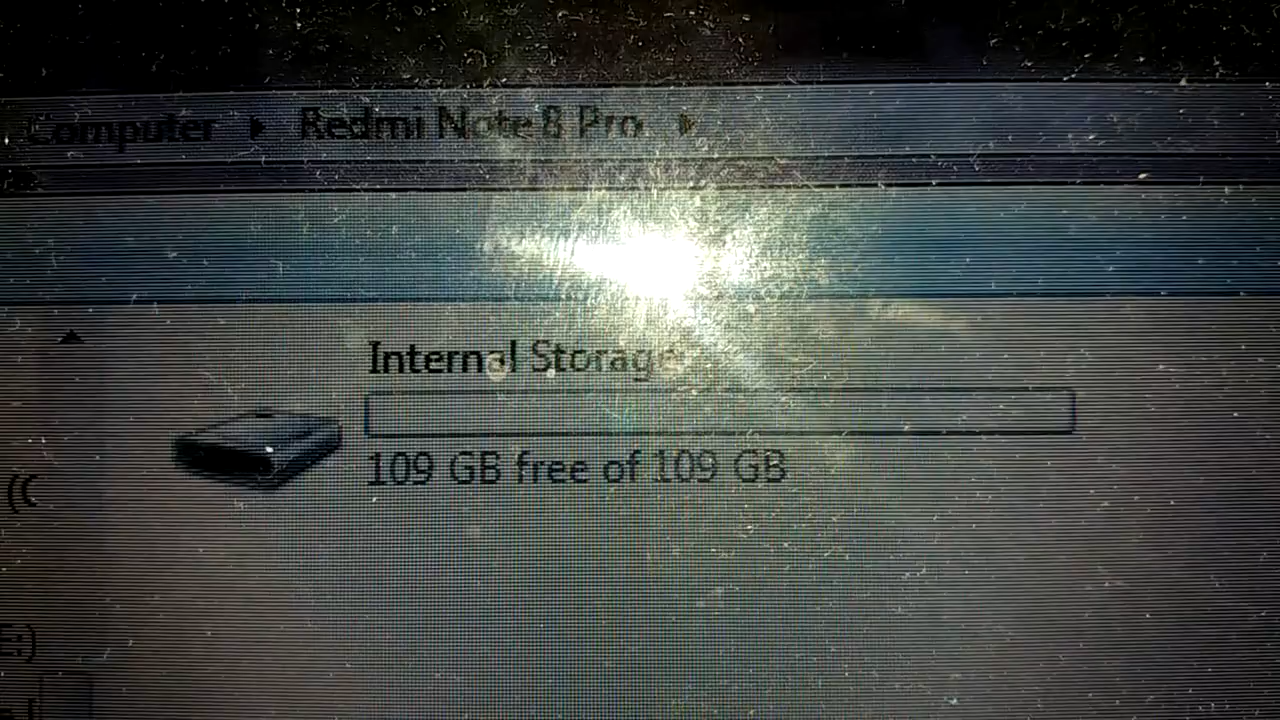 Computer ▸ Redmi Note 8 Pro ▸
Internal Storage
109 GB free of 109 GB
(C
E:)